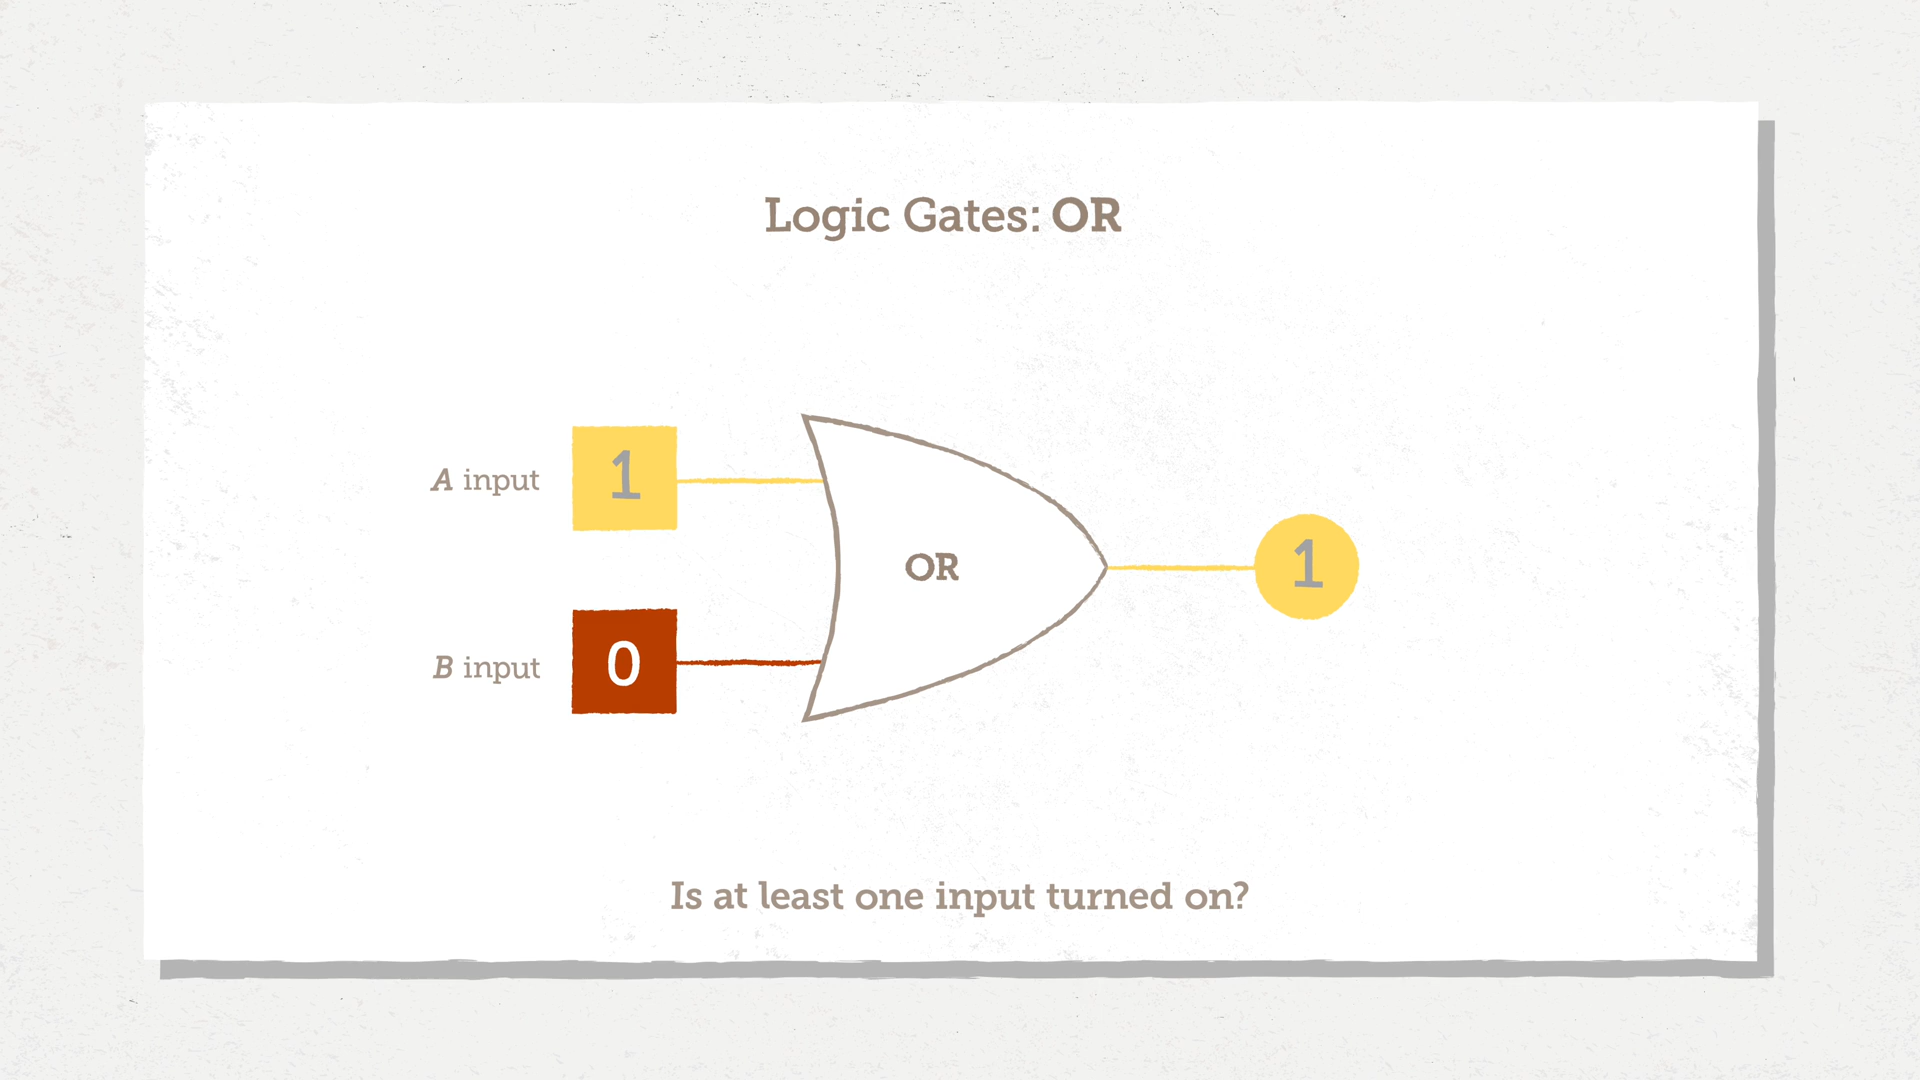 Logic Gates: OR
A input
1
OR
1
B input
0
Is at least one input turned on?